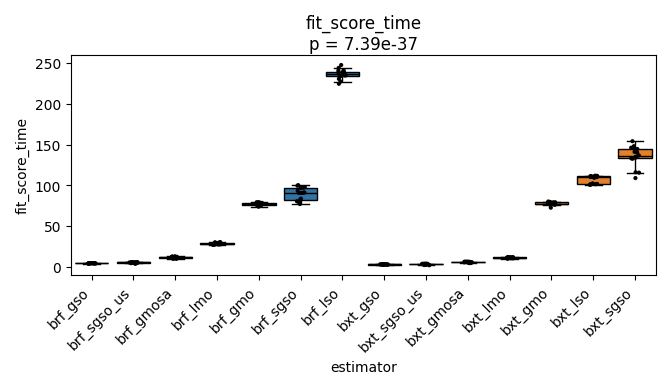 fit_score_time
p = 7.39e-37
fit_score_time
250
200
150
100
50
0
brf_gso
brf_sgso_us
brf_gmosa
brf_lmo
brf_gmo
brf_sgso
brf_lso
bxt_gso
bxt_sgso_us
bxt_gmosa
bxt_lmo
bxt_gmo
bxt_lso
bxt_sgso
estimator